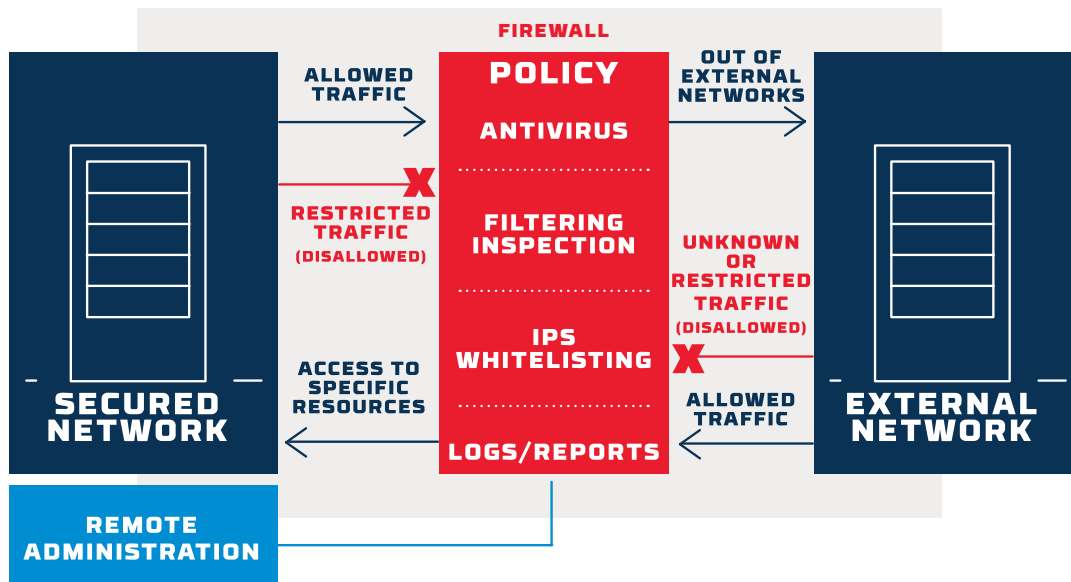 FIREWALL
POLICY
ANTIVIRUS
FILTERING
INSPECTION
IPS
WHITELISTING
LOGS/REPORTS
ALLOWED
TRAFFIC
RESTRICTED
TRAFFIC
(DISALLOWED)
ACCESS TO
SPECIFIC
RESOURCES
OUT OF
EXTERNAL
NETWORKS
UNKNOWN
OR
RESTRICTED
TRAFFIC
(DISALLOWED)
ALLOWED
TRAFFIC
SECURED
NETWORK
EXTERNAL
NETWORK
REMOTE
ADMINISTRATION